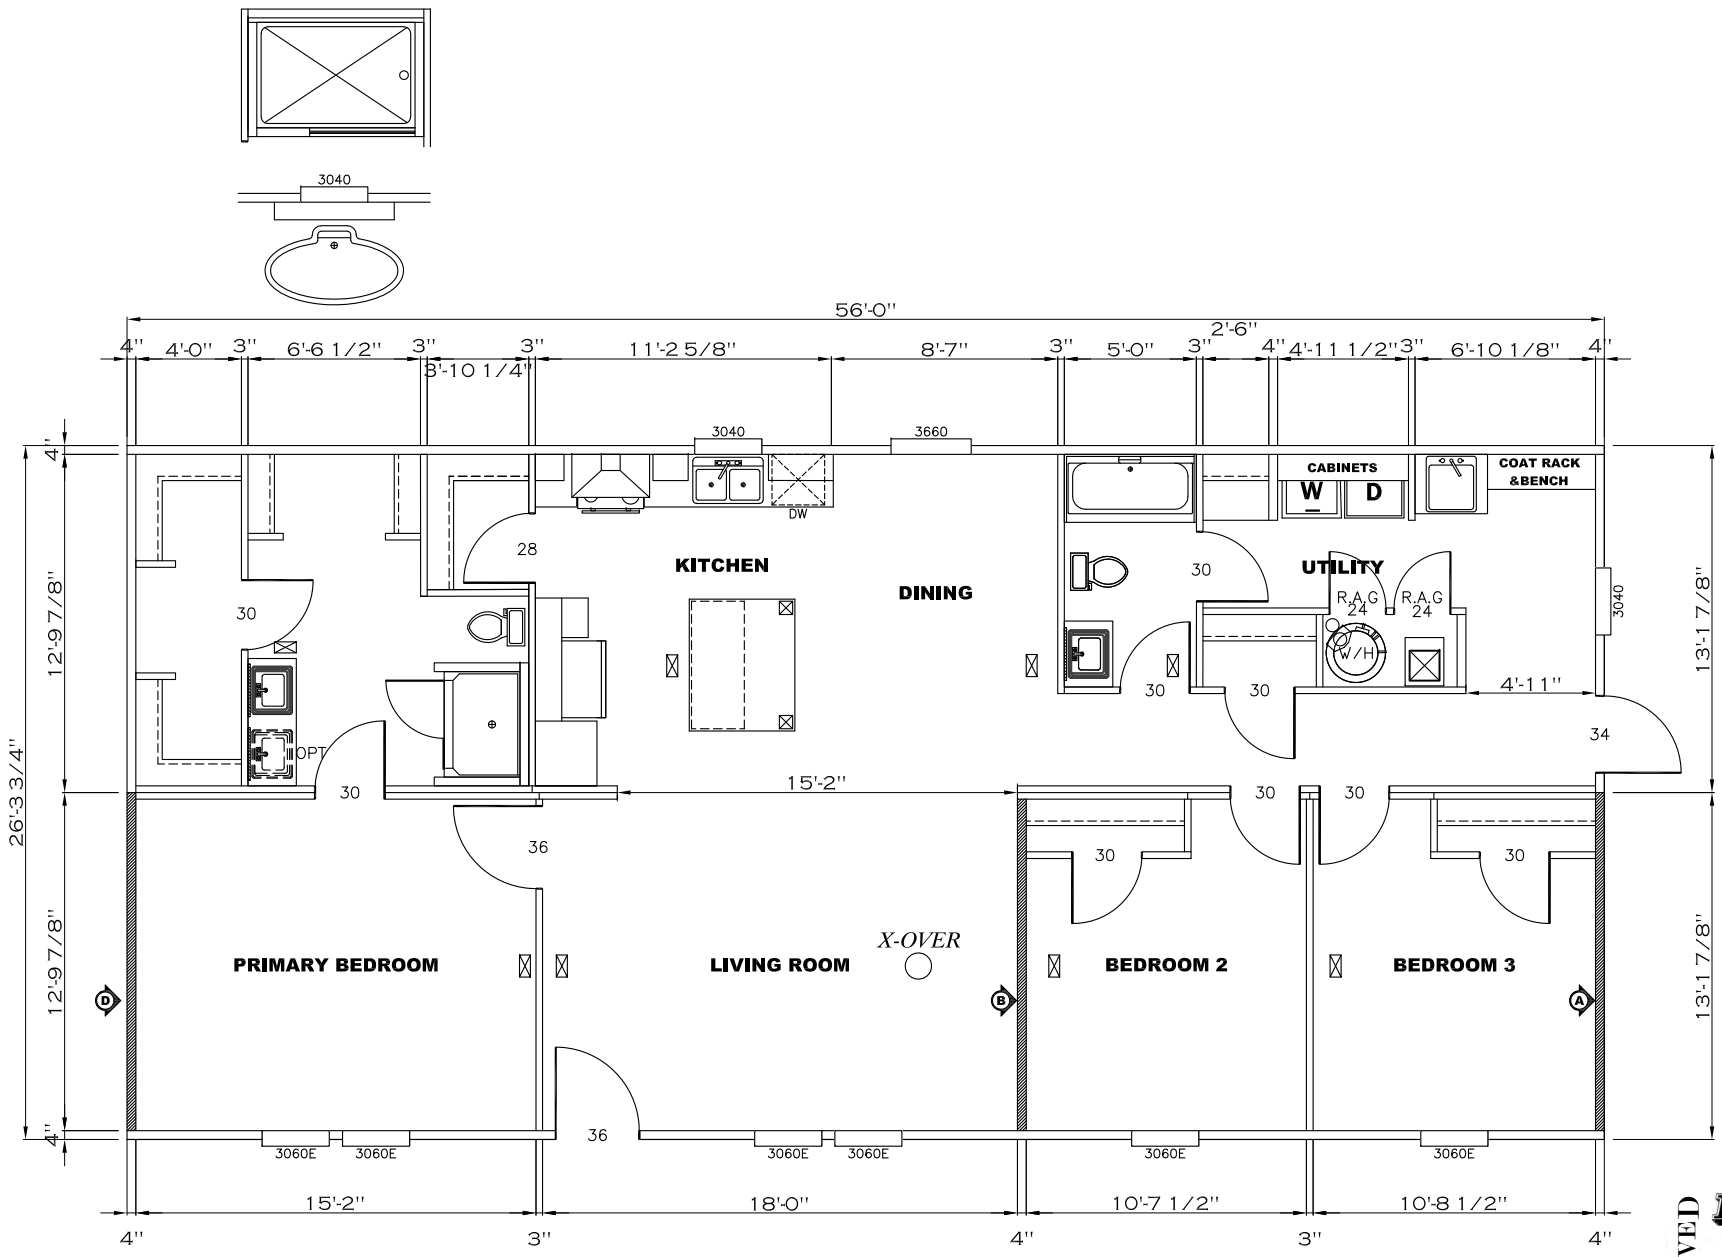 3040
56'-0"
2'-6"
4" 4'-0" 3" 6'-6 1/2" 3" 3" 11'-2 5/8" 8'-7" 3" 5'-0" 3" 4" 4'-11 1/2" 3" 6'-10 1/8" 4"
3'-10 1/4"
3040 3660
4"
CABINETS
COAT RACK
&BENCH
W D
DW
28
KITCHEN
30
UTILITY
DINING
R.A.G
24
R.A.G
24
3040
30
W/H
12'-9 7/8"
13'-1 7/8"
30 30
4'-11"
34
OPT
26'-3 3/4"
30
15'-2"
30 30
36
30 30
12'-9 7/8"
13'-1 7/8"
X-OVER
PRIMARY BEDROOM LIVING ROOM BEDROOM 2 BEDROOM 3
D B A
4"
36
3060E 3060E 3060E 3060E 3060E 3060E
15'-2" 18'-0" 10'-7 1/2" 10'-8 1/2"
4" 3" 4" 3" 4"
VED